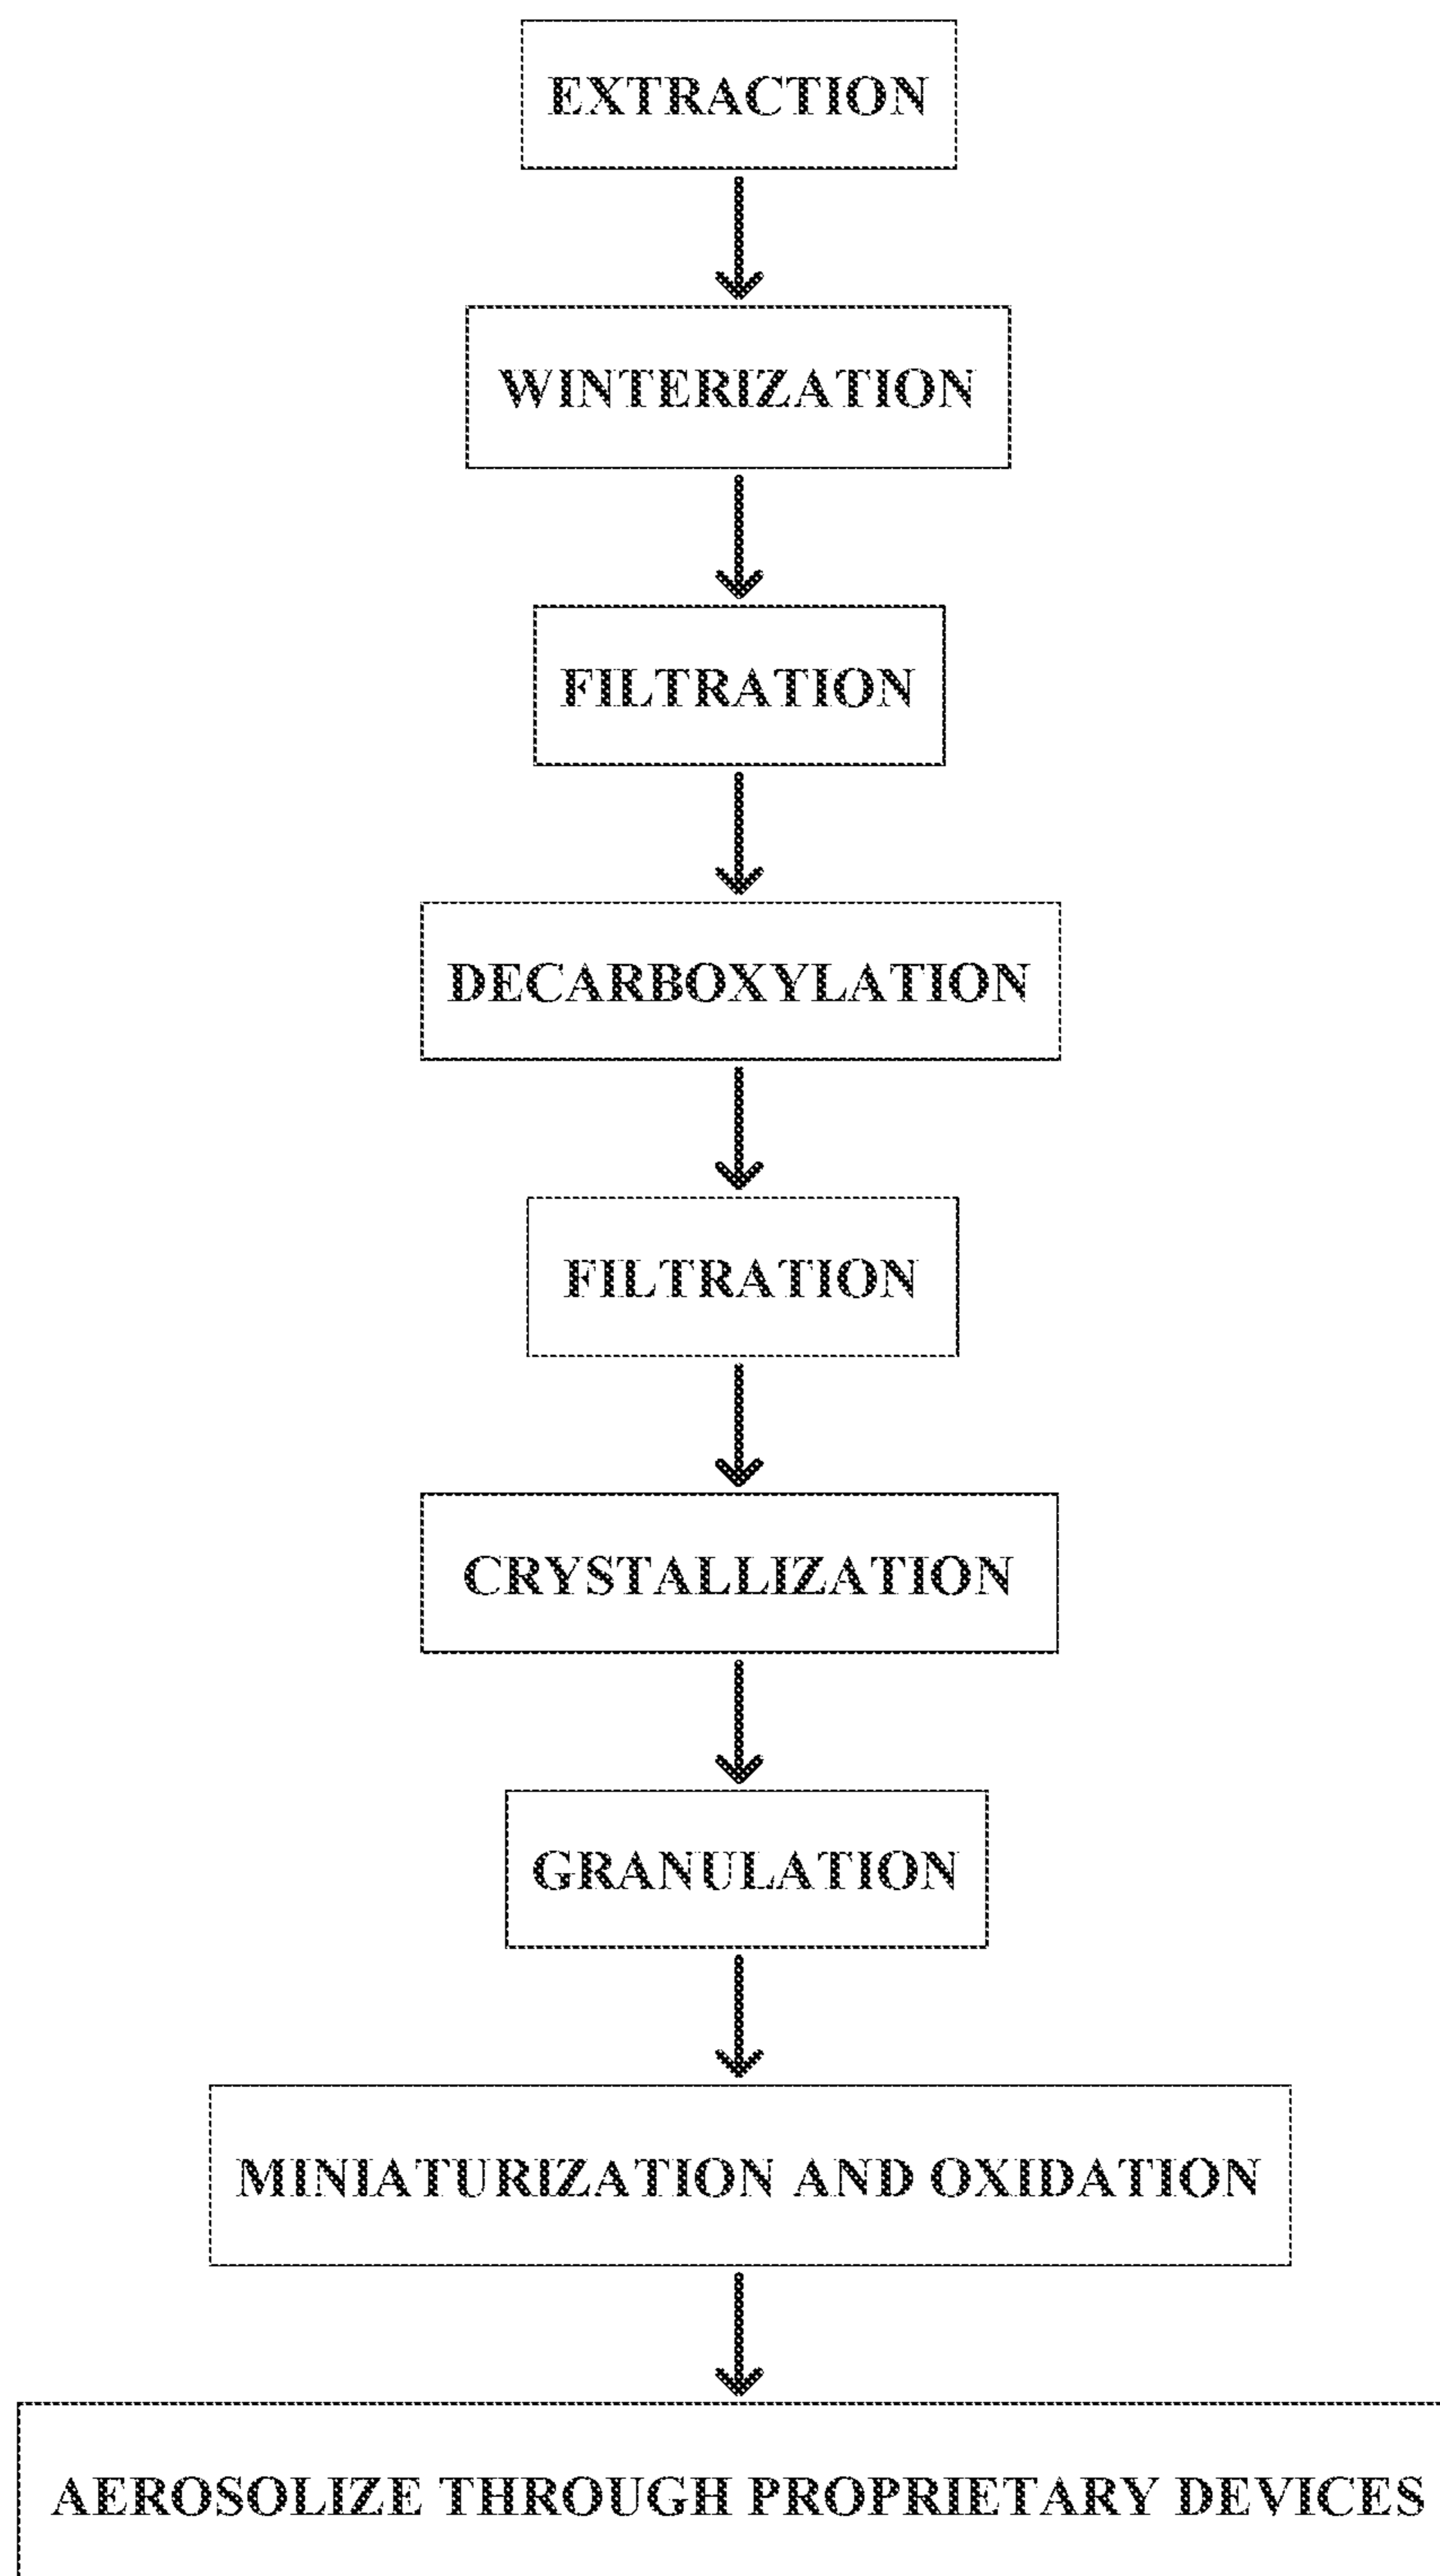 EXTRACTION
WINTERIZATION
FILTRATION
DECARBOXYLATION
FILTRATION
CRYSTALLIZATION
GRANULATION
MINIATURIZATION AND OXIDATION
AEROSOLIZE THROUGH PROPRIETARY DEVICES